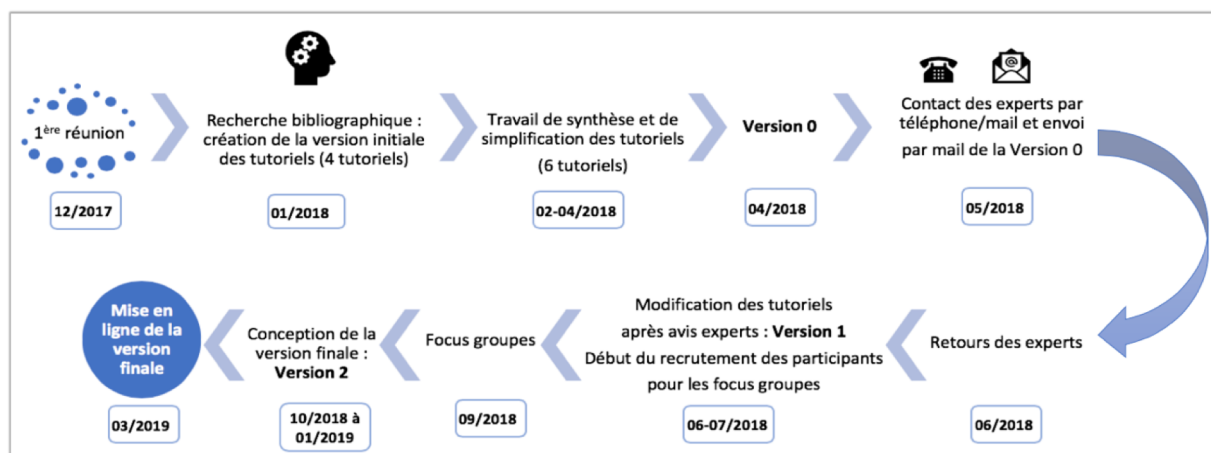 1ère réunion
12/2017
Recherche bibliographique :
création de la version initiale
des tutoriels (4 tutoriels)
01/2018
Travail de synthèse et de
simplification des tutoriels
(6 tutoriels)
02-04/2018
Version 0
04/2018
@
Contact des experts par
téléphone/mail et envoi
par mail de la Version 0
05/2018
Retours des experts
06/2018
Modification des tutoriels
après avis experts : Version 1
Début du recrutement des participants
pour les focus groupes
06-07/2018
Focus groupes
09/2018
Conception de la
version finale :
Version 2
10/2018 à
01/2019
Mise en
ligne de la
version
finale
03/2019